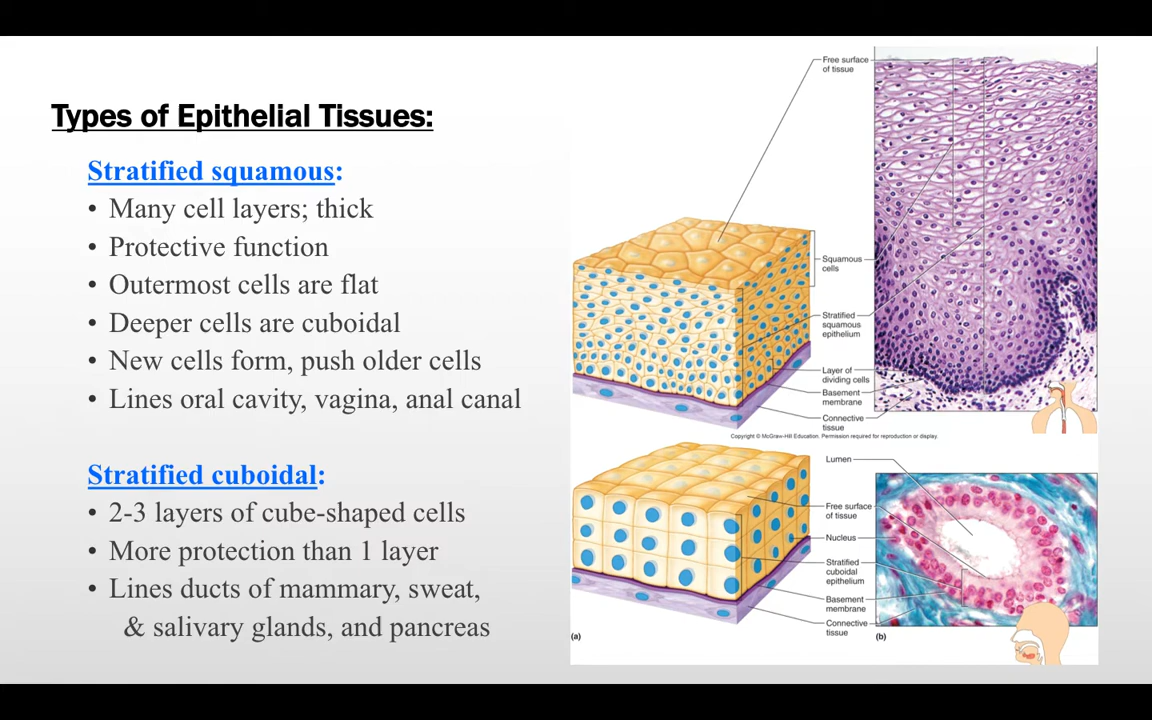 Types of Epithelial Tissues:
Stratified squamous:
• Many cell layers; thick
• Protective function
• Outermost cells are flat
• Deeper cells are cuboidal
• New cells form, push older cells
• Lines oral cavity, vagina, anal canal
Stratified cuboidal:
• 2-3 layers of cube-shaped cells
• More protection than 1 layer
• Lines ducts of mammary, sweat,
& salivary glands, and pancreas
Free surface
of tissue
Squamous
cells
Stratified
squamous
epithelium
Layer of
dividing cells
Basement
membrane
Connective
tissue
Copyright © McGraw-Hill Education. Permission required for reproduction or display.
Lumen
Free surface
of tissue
Nucleus
Stratified
cuboidal
epithelium
Basement
membrane
Connective
tissue
(a)
(b)